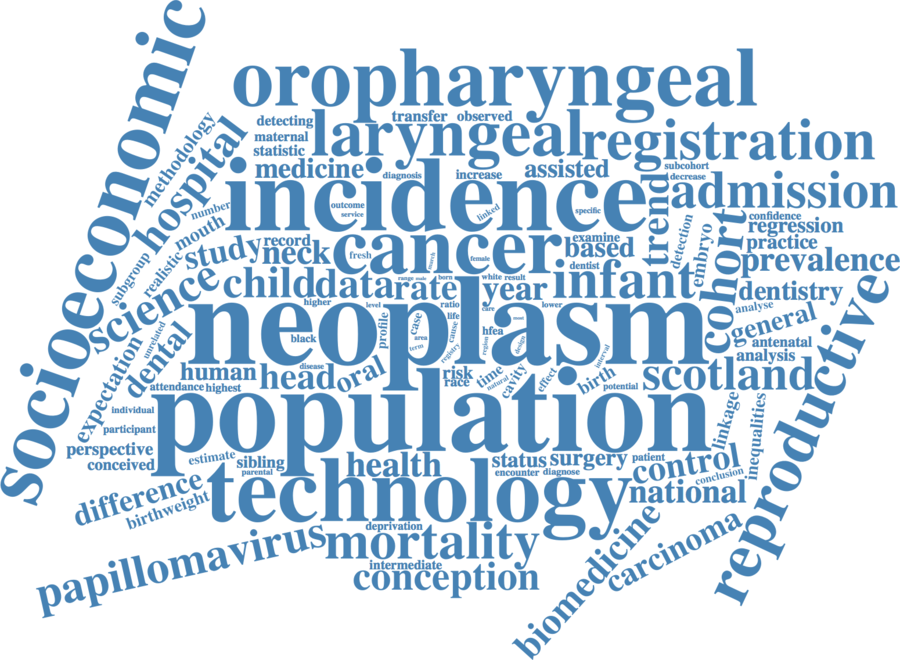 socioeconomic
oropharyngeal
detecting
transfer
observed
maternal
laryngeal
registration
statistic
methodology
hospital
medicine
diagnosis
increase
assisted
subcohort
decrease
incidence
trend
admission
number
outcome
service
linked
specific
mouth
confidence
regression
study
record
neck
cancer
based
examine
detection
embryo
cohort
practice
subgroup
realistic
science
fresh
search
female
dentist
prevalence
child
data
range
node
born
rate
white
result
year
infant
dentistry
neoplasm
higher
level
ratio
care
lower
analyse
general
reproductive
unrelated
dental
expectation
black
profile
case
area
term
life
cause
registry
hfea
region
most
design
interval
antenatal
analysis
human
disease
head
oral
risk
race
time
natural
cavity
effect
birth
potential
scotland
attendance
highest
population
individual
participant
linkage
inequalities
perspective
conceived
estimate
sibling
parental
health
status
surgery
encounter
diagnose
patient
control
conclusion
difference
birthweight
technology
national
papillomavirus
deprivation
mortality
intermediate
conception
biomedicine
carcinoma